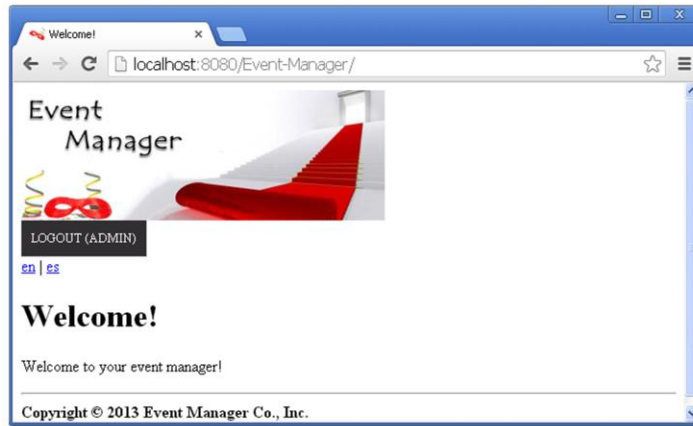 Welcome!
localhost:8080/Event-Manager/
Event
Manager
LOGOUT (ADMIN)
en | es
Welcome!
Welcome to your event manager!
Copyright © 2013 Event Manager Co., Inc.